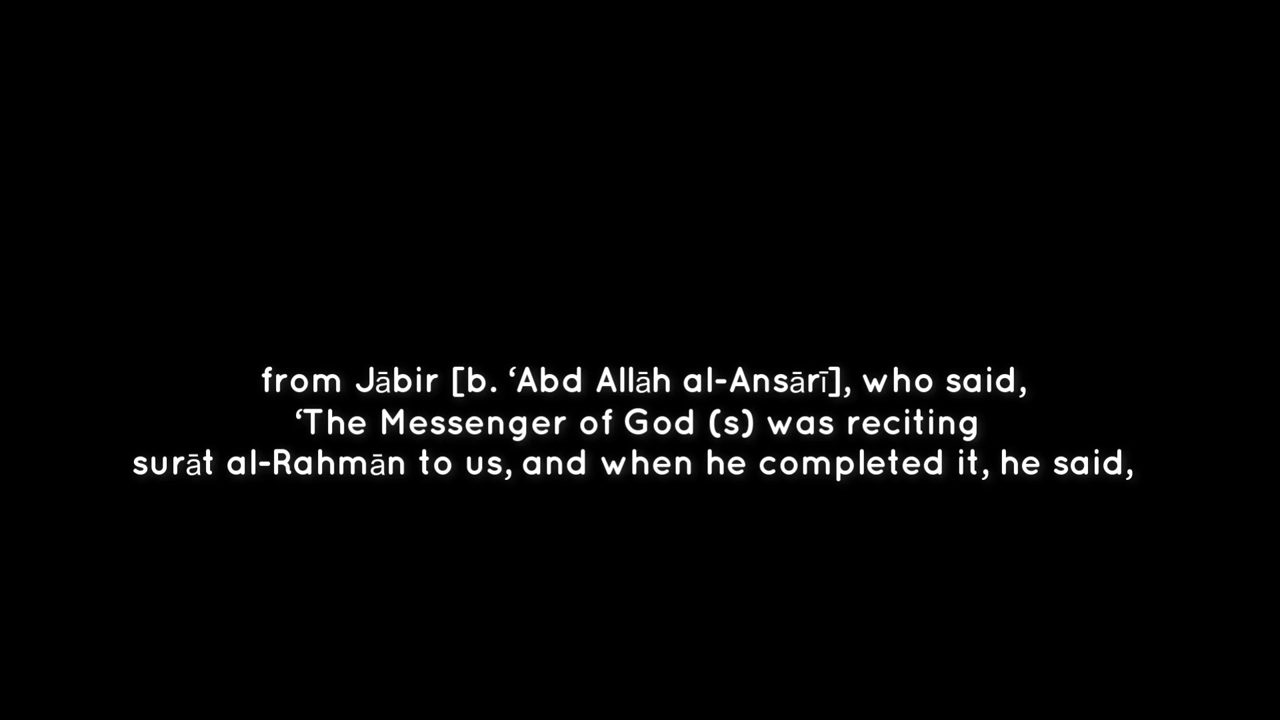 from Jābir [b. ‘Abd Allāh al-Ansārī], who said,
‘The Messenger of God (s) was reciting
surāt al-Rahmān to us, and when he completed it, he said,